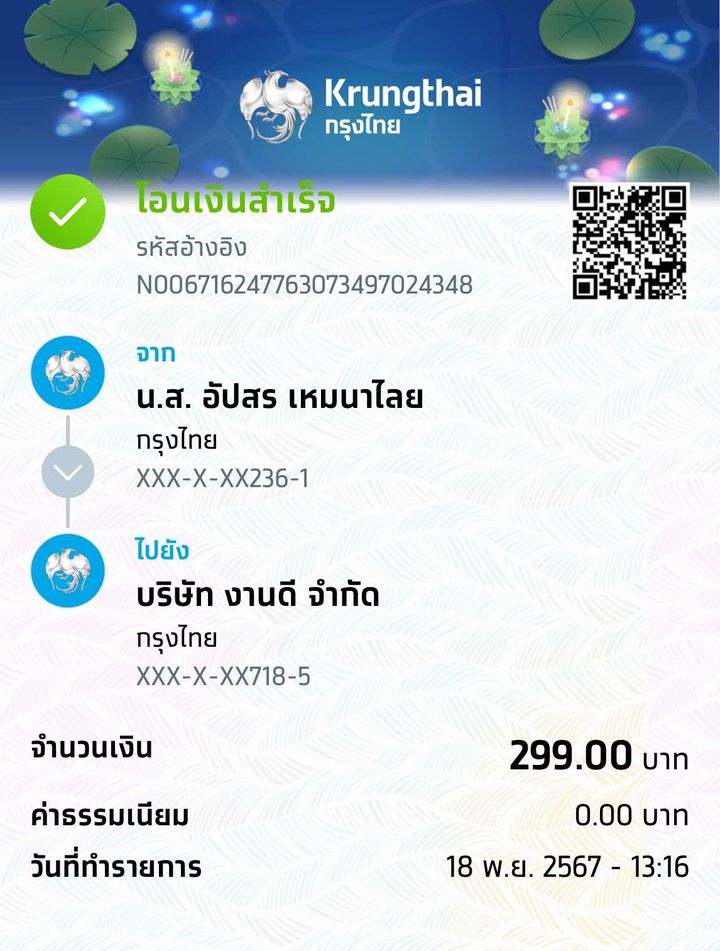 Krungthai
กรุงไทย
โอนเงินสำเร็จ
รหัสอ้างอิง
N006716247763073497024348
จาก
น.ส. อัปสร เหมนาไลย
กรุงไทย
XXX-X-XX236-1
ไปยัง
บริษัท งานดี จำกัด
กรุงไทย
XXX-X-XX718-5
จำนวนเงิน 299.00 บาท
ค่าธรรมเนียม 0.00 บาท
วันที่ทำรายการ 18 พ.ย. 2567 - 13:16